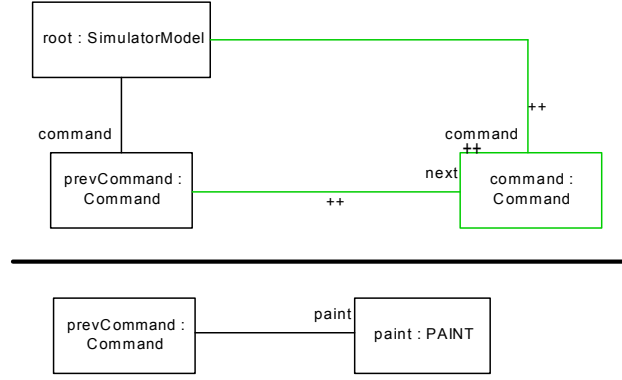 root : SimulatorModel
++
command
command
++
prevCommand :
Command
next
command :
Command
++
prevCommand :
Command
paint
paint : PAINT